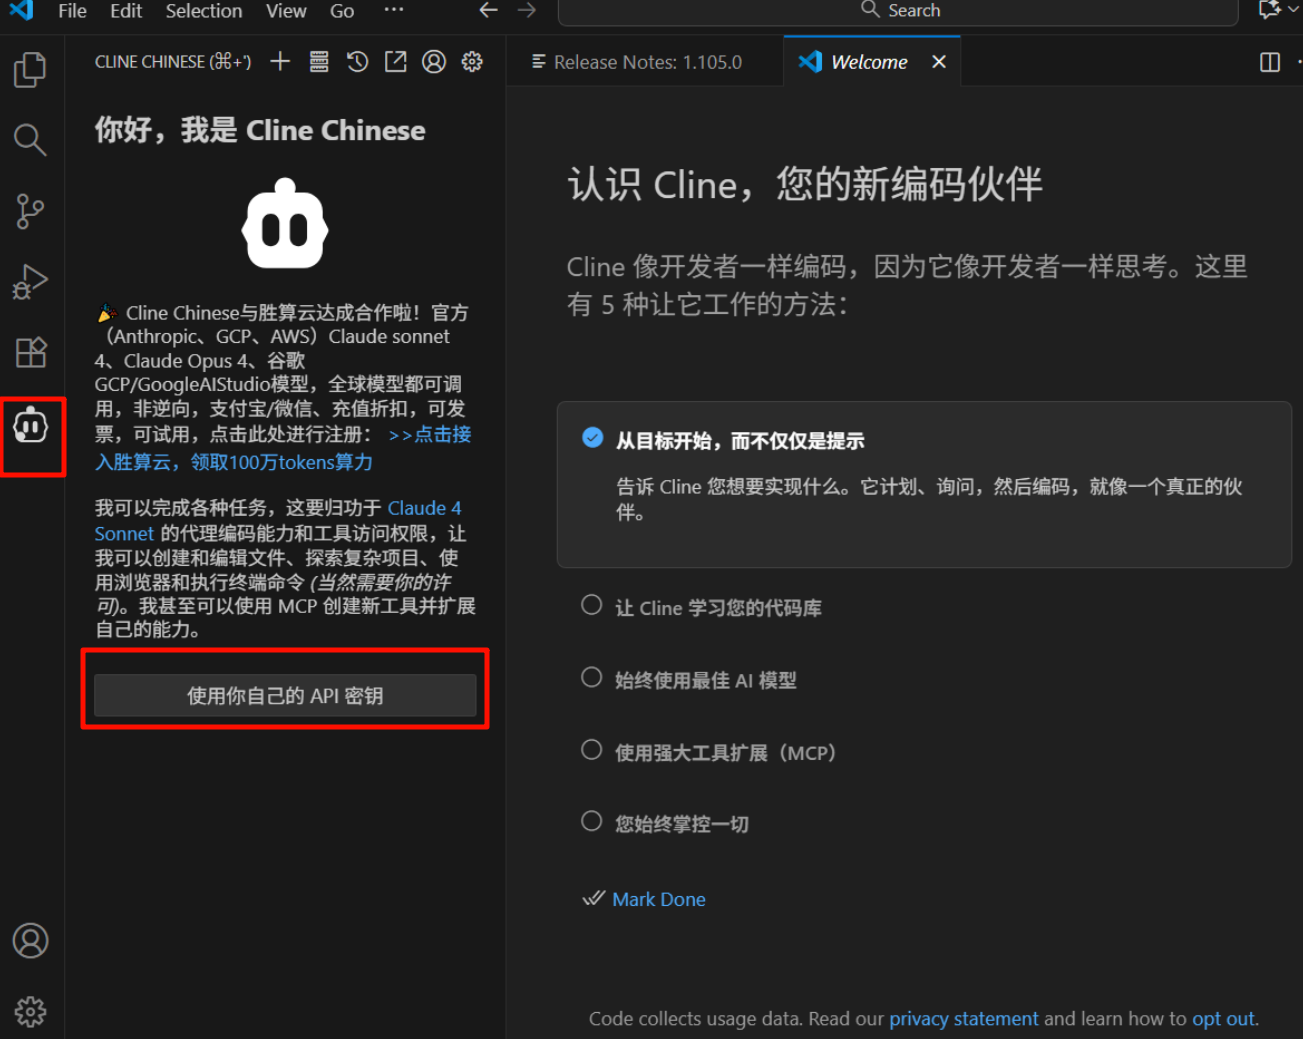 File Edit Selection View Go ··· Search
CLINE CHINESE (⌘+')
Release Notes: 1.105.0
Welcome
你好，我是 Cline Chinese
🎉 Cline Chinese与胜算云达成合作啦！官方
（Anthropic、GCP、AWS）Claude sonnet
4、Claude Opus 4、谷歌
GCP/GoogleAIStudio模型，全球模型都可调
用，非逆向，支付宝/微信、充值折扣，可发
票，可试用，点击此处进行注册： >>点击接
入胜算云，领取100万tokens算力
我可以完成各种任务，这要归功于 Claude 4
Sonnet 的代理编码能力和工具访问权限，让
我可以创建和编辑文件、探索复杂项目、使
用浏览器和执行终端命令 (当然需要你的许
可)。我甚至可以使用 MCP 创建新工具并扩展
自己的能力。
使用你自己的 API 密钥
认识 Cline，您的新编码伙伴
Cline 像开发者一样编码，因为它像开发者一样思考。这里
有 5 种让它工作的方法：
从目标开始，而不仅仅是提示
告诉 Cline 您想要实现什么。它计划、询问，然后编码，就像一个真正的伙
伴。
让 Cline 学习您的代码库
始终使用最佳 AI 模型
使用强大工具扩展（MCP）
您始终掌控一切
Mark Done
Code collects usage data. Read our privacy statement and learn how to opt out.